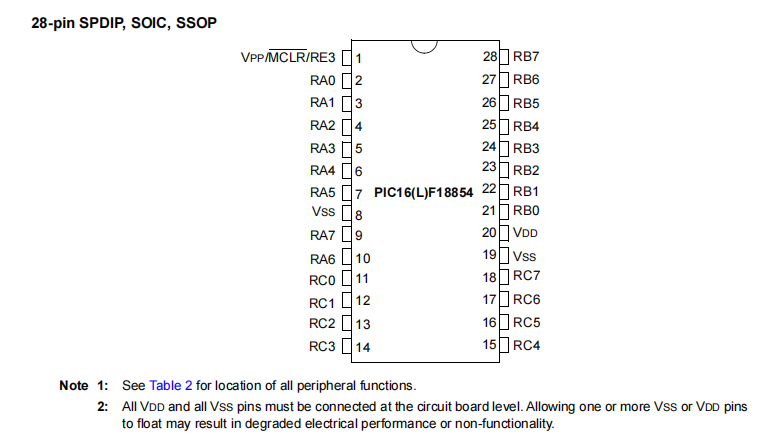 28-pin SPDIP, SOIC, SSOP
VPP/MCLR/RE3 1 28 RB7
RA0 2 27 RB6
RA1 3 26 RB5
RA2 4 25 RB4
RA3 5 24 RB3
RA4 6 23 RB2
RA5 7 PIC16(L)F18854 22 RB1
VSS 8 21 RB0
RA7 9 20 VDD
RA6 10 19 VSS
RC0 11 18 RC7
RC1 12 17 RC6
RC2 13 16 RC5
RC3 14 15 RC4
Note 1: See Table 2 for location of all peripheral functions.
2: All VDD and all VSS pins must be connected at the circuit board level. Allowing one or more VSS or VDD pins
to float may result in degraded electrical performance or non-functionality.